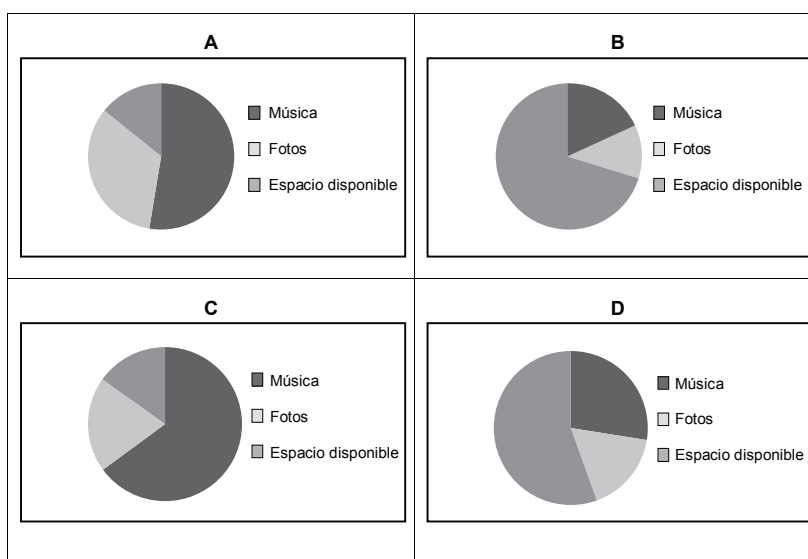 A
Música
Fotos
Espacio disponible
B
Música
Fotos
Espacio disponible
C
Música
Fotos
Espacio disponible
D
Música
Fotos
Espacio disponible